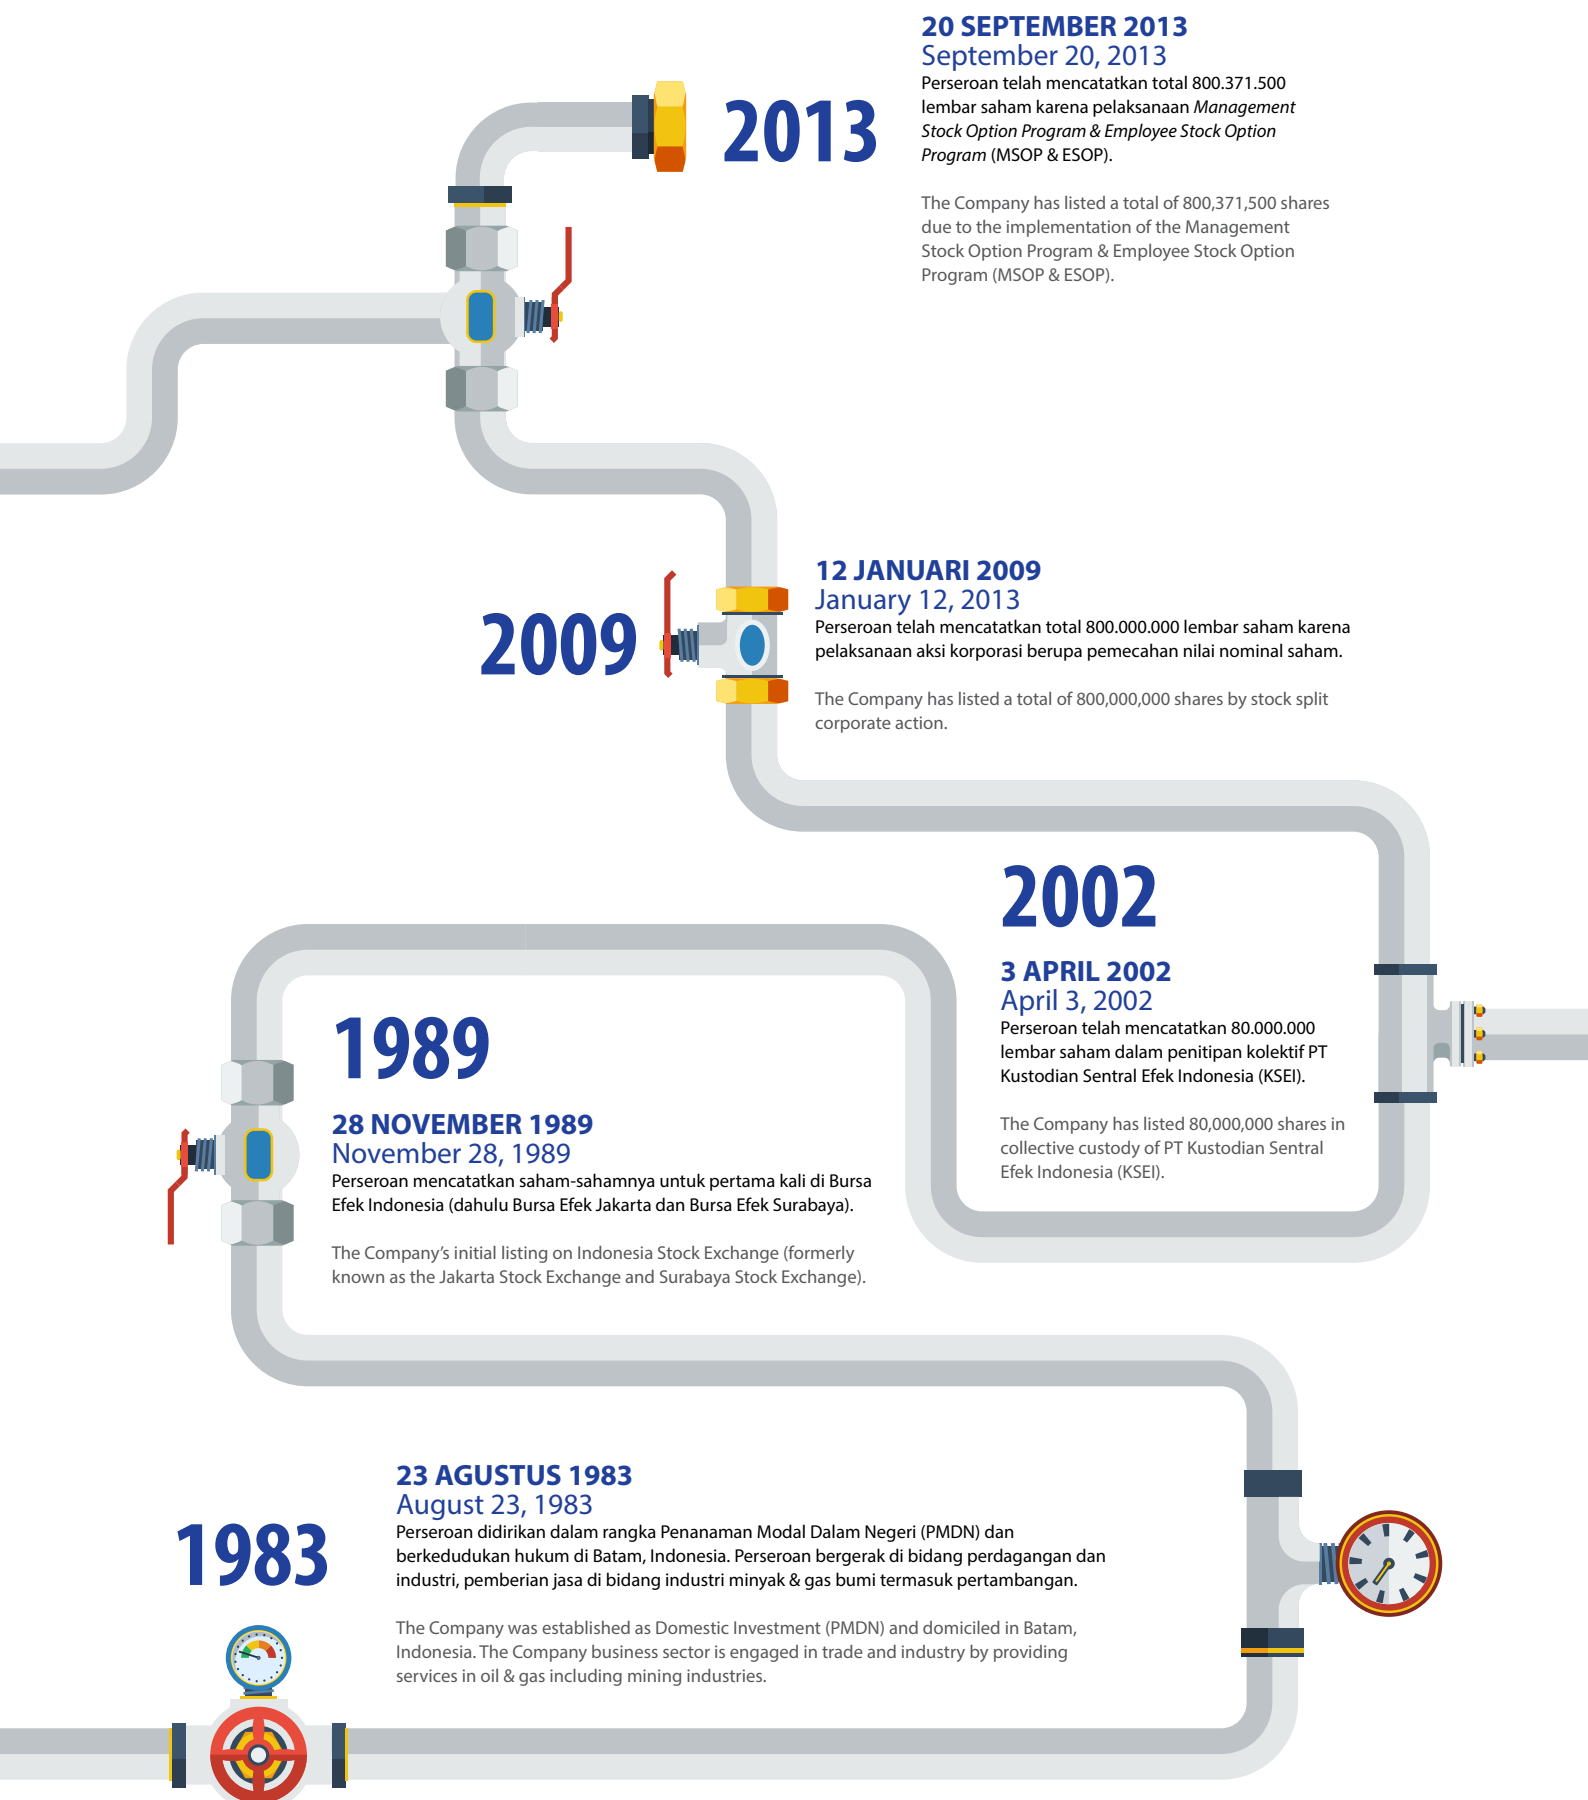 2013
20 SEPTEMBER 2013
September 20, 2013
Perseroan telah mencatatkan total 800.371.500
lembar saham karena pelaksanaan Management
Stock Option Program & Employee Stock Option
Program (MSOP & ESOP).
The Company has listed a total of 800,371,500 shares
due to the implementation of the Management
Stock Option Program & Employee Stock Option
Program (MSOP & ESOP).
2009
12 JANUARI 2009
January 12, 2013
Perseroan telah mencatatkan total 800.000.000 lembar saham karena
pelaksanaan aksi korporasi berupa pemecahan nilai nominal saham.
The Company has listed a total of 800,000,000 shares by stock split
corporate action.
2002
3 APRIL 2002
April 3, 2002
Perseroan telah mencatatkan 80.000.000
lembar saham dalam penitipan kolektif PT
Kustodian Sentral Efek Indonesia (KSEI).
The Company has listed 80,000,000 shares in
collective custody of PT Kustodian Sentral
Efek Indonesia (KSEI).
1989
28 NOVEMBER 1989
November 28, 1989
Perseroan mencatatkan saham-sahamnya untuk pertama kali di Bursa
Efek Indonesia (dahulu Bursa Efek Jakarta dan Bursa Efek Surabaya).
The Company's initial listing on Indonesia Stock Exchange (formerly
known as the Jakarta Stock Exchange and Surabaya Stock Exchange).
1983
23 AGUSTUS 1983
August 23, 1983
Perseroan didirikan dalam rangka Penanaman Modal Dalam Negeri (PMDN) dan
berkedudukan hukum di Batam, Indonesia. Perseroan bergerak di bidang perdagangan dan
industri, pemberian jasa di bidang industri minyak & gas bumi termasuk pertambangan.
The Company was established as Domestic Investment (PMDN) and domiciled in Batam,
Indonesia. The Company business sector is engaged in trade and industry by providing
services in oil & gas including mining industries.